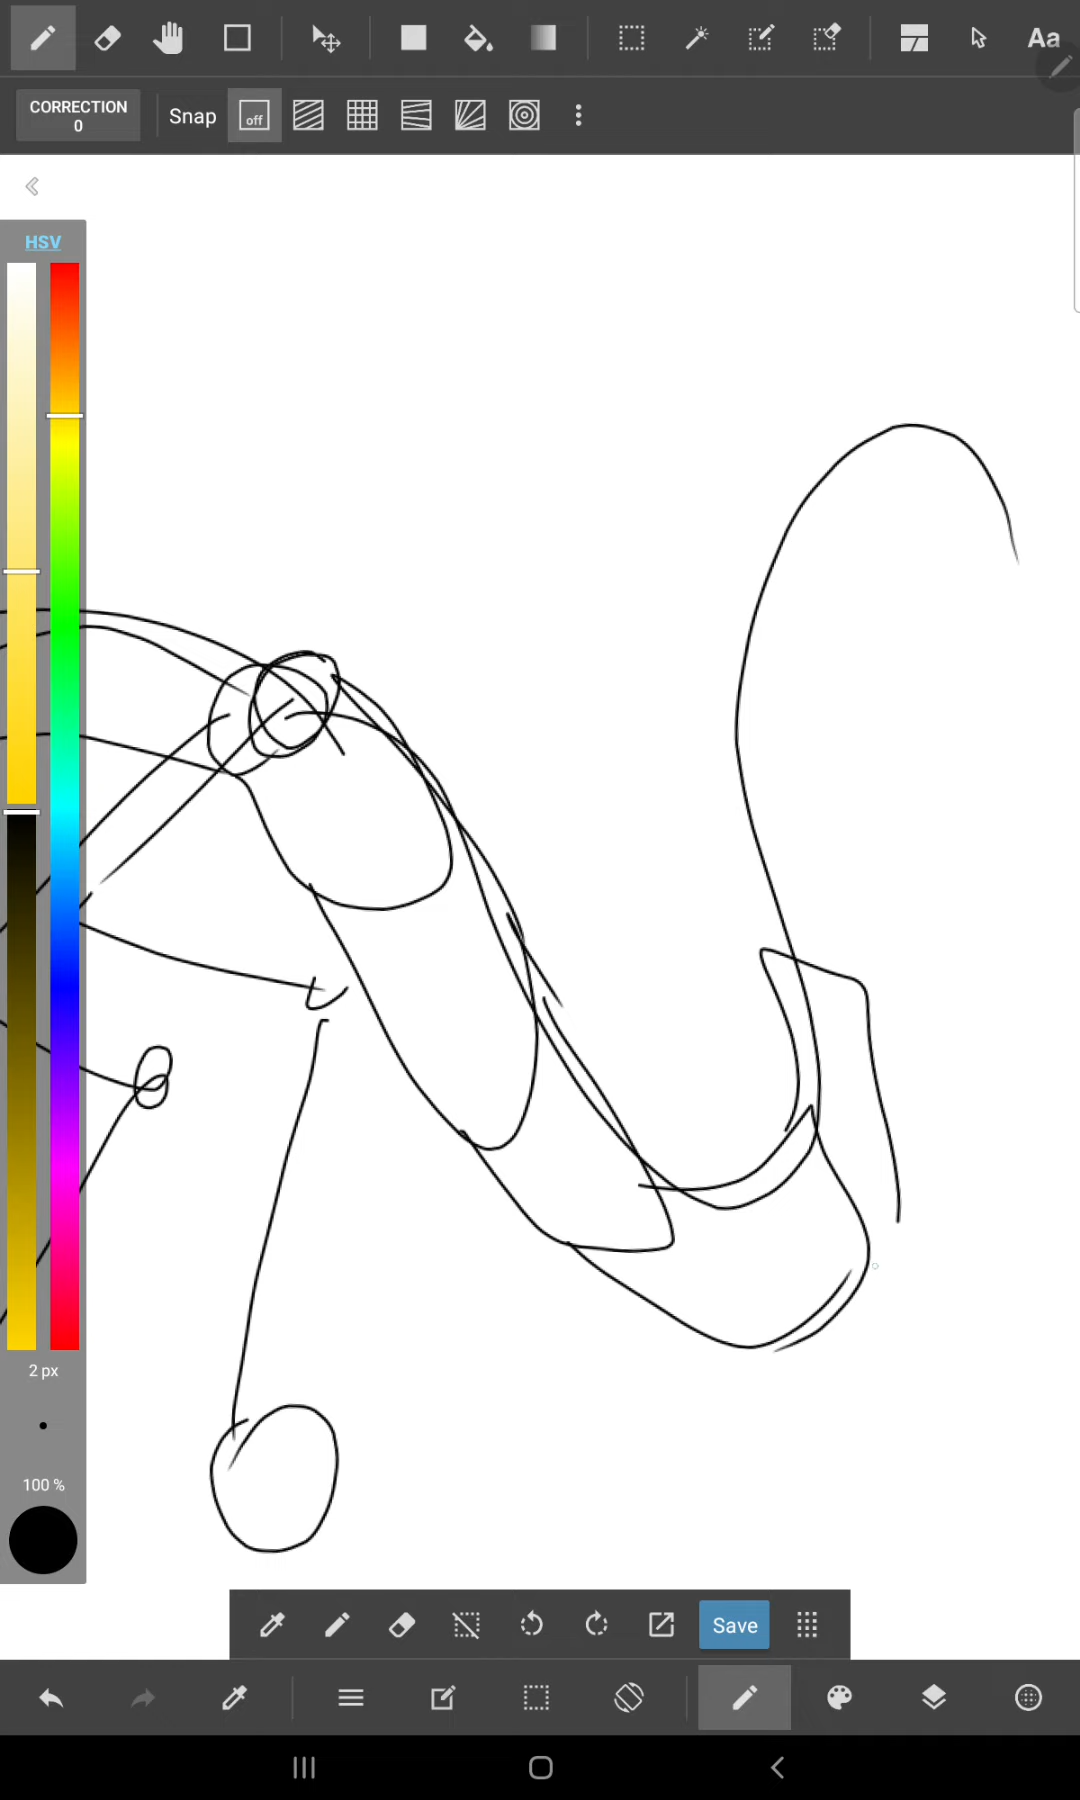 Aa
CORRECTION
0
Snap
off
HSV
2 px
100 %
Save